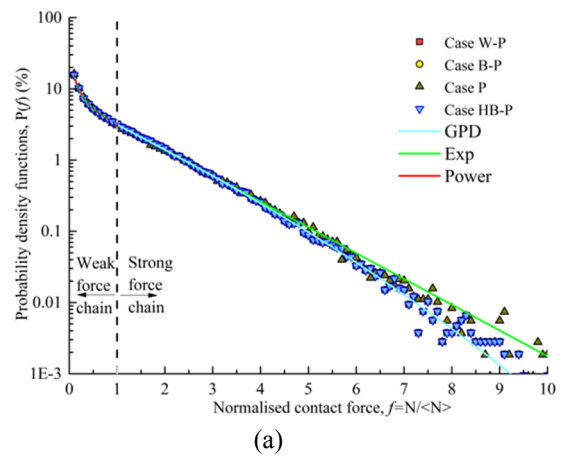 Probability density functions, P(f) (%)
100
10
1
0.1
0.01
1E-3
Case W-P
Case B-P
Case P
Case HB-P
GPD
Exp
Power
Weak Strong
force force
chain chain
0 1 2 3 4 5 6 7 8 9 10
Normalised contact force, f=N/<N>
(a)